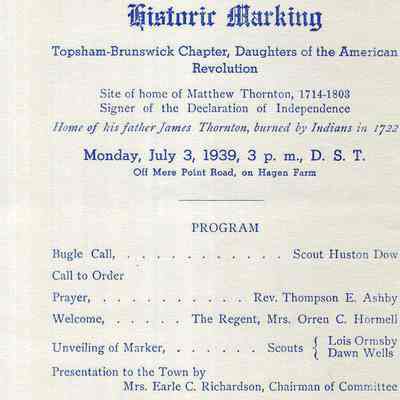 Historic Marking
Topsham-Brunswick Chapter, Daughters of the American
Revolution
Site of home of Matthew Thornton, 1714-1803
Signer of the Declaration of Independence
Home of his father James Thornton, burned by Indians in 1722
Monday, July 3, 1939, 3 p. m., D. S. T.
Off Mere Point Road, on Hagen Farm
PROGRAM
Bugle Call, . . . . . . . . . . . Scout Huston Dow
Call to Order
Prayer, . . . . . . . . . . Rev. Thompson E. Ashby
Welcome, . . . . . The Regent, Mrs. Orren C. Hormell
Unveiling of Marker, . . . . . . Scouts { Lois Ormsby
Dawn Wells
Presentation to the Town by
Mrs. Earle C. Richardson, Chairman of Committee